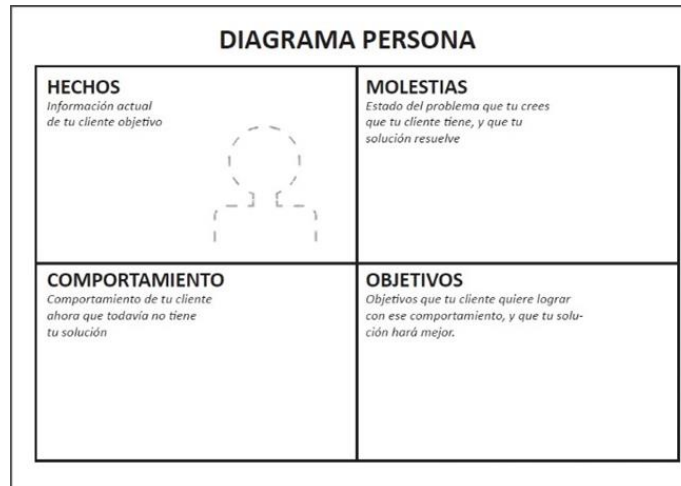 DIAGRAMA PERSONA
HECHOS
Información actual
de tu cliente objetivo
MOLESTIAS
Estado del problema que tu crees
que tu cliente tiene, y que tu
solución resuelve
COMPORTAMIENTO
Comportamiento de tu cliente
ahora que todavía no tiene
tu solución
OBJETIVOS
Objetivos que tu cliente quiere lograr
con ese comportamiento, y que tu solu-
ción hará mejor.